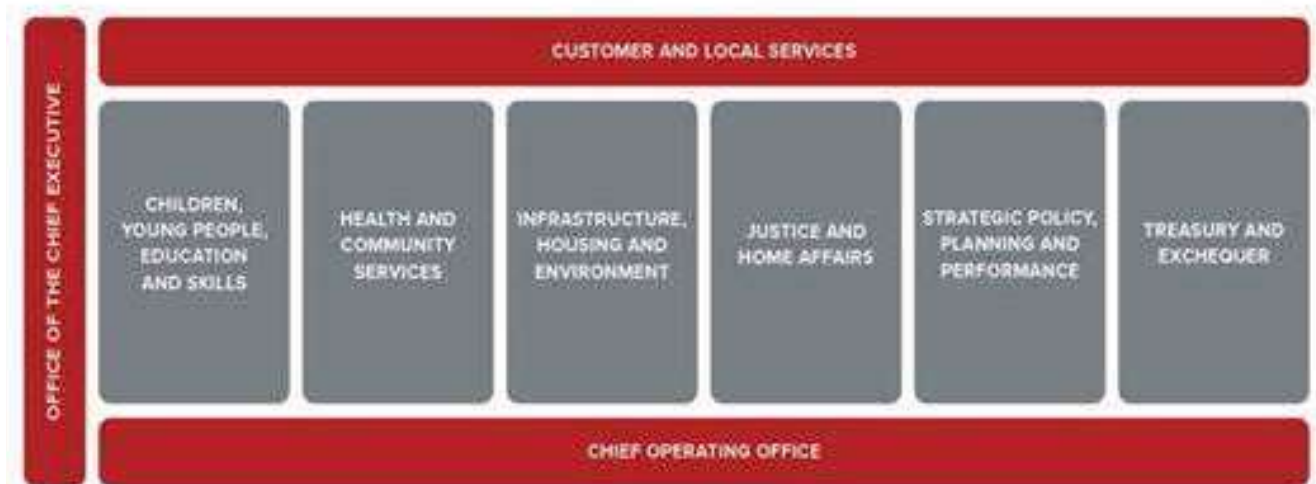 OFFICE OF THE CHIEF EXECUTIVE
CUSTOMER AND LOCAL SERVICES
CHILDREN,
YOUNG PEOPLE,
EDUCATION
AND SKILLS
HEALTH AND
COMMUNITY
SERVICES
INFRASTRUCTURE,
HOUSING AND
ENVIRONMENT
JUSTICE AND
HOME AFFAIRS
STRATEGIC POLICY,
PLANNING AND
PERFORMANCE
TREASURY AND
EXCHEQUER
CHIEF OPERATING OFFICE